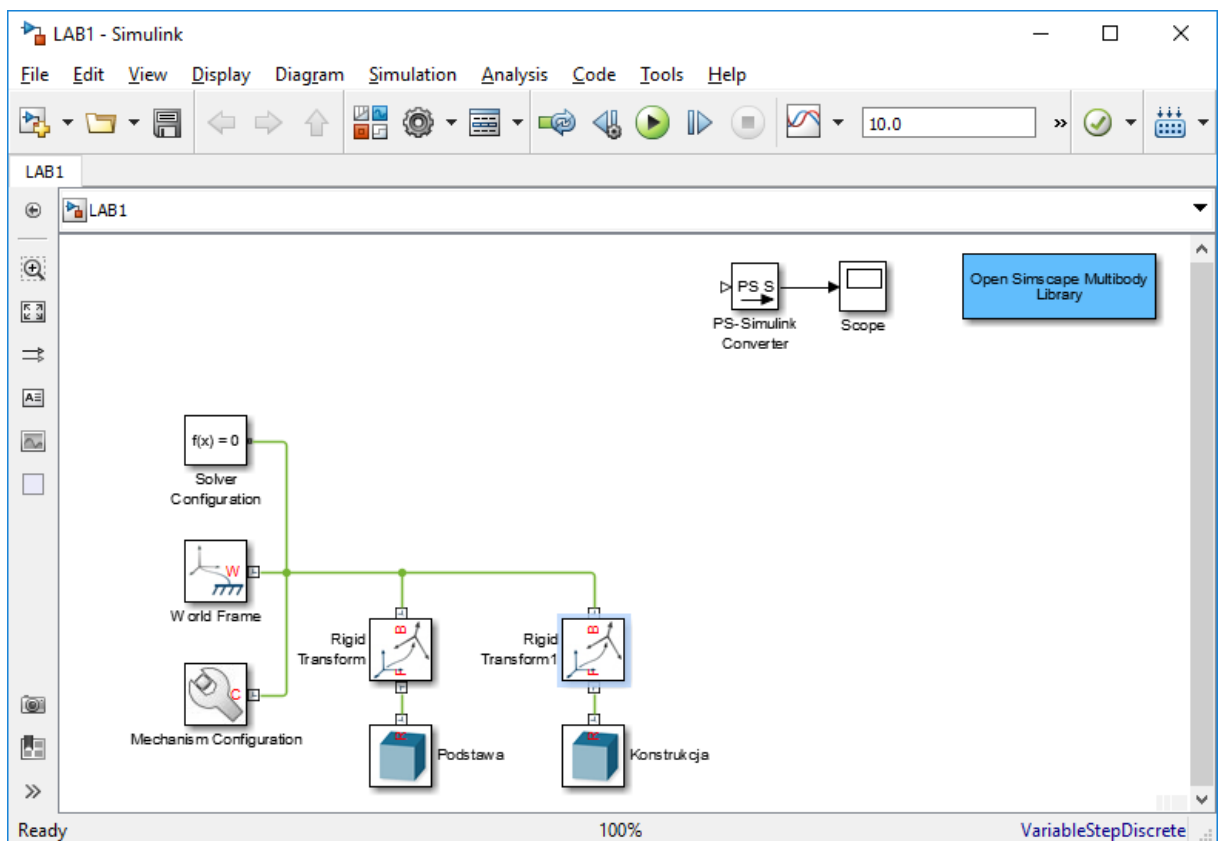 LAB1 - Simulink
File Edit View Display Diagram Simulation Analysis Code Tools Help
10.0
LAB1
LAB1
PS S
PS-Simulink
Converter
Scope
Open Simscape Multibody
Library
f(x) = 0
Solver
Configuration
W
World Frame
C
Mechanism Configuration
B
F
Rigid
Transform
B
F
Rigid
Transform1
R
Podstawa
R
Konstrukcja
Ready
100%
VariableStepDiscrete